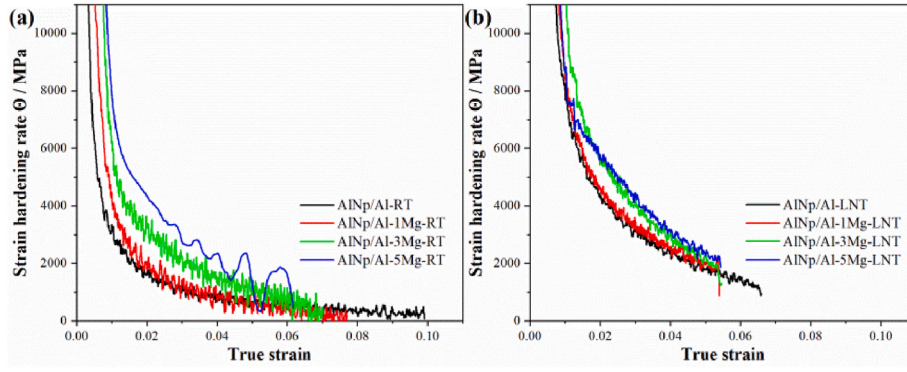 (a)
Strain hardening rate Θ / MPa
10000
8000
6000
4000
2000
0
AlNp/Al-RT
AlNp/Al-1Mg-RT
AlNp/Al-3Mg-RT
AlNp/Al-5Mg-RT
0.00 0.02 0.04 0.06 0.08 0.10
True strain
(b)
Strain hardening rate Θ / MPa
10000
8000
6000
4000
2000
0
AlNp/Al-LNT
AlNp/Al-1Mg-LNT
AlNp/Al-3Mg-LNT
AlNp/Al-5Mg-LNT
0.00 0.02 0.04 0.06 0.08 0.10
True strain